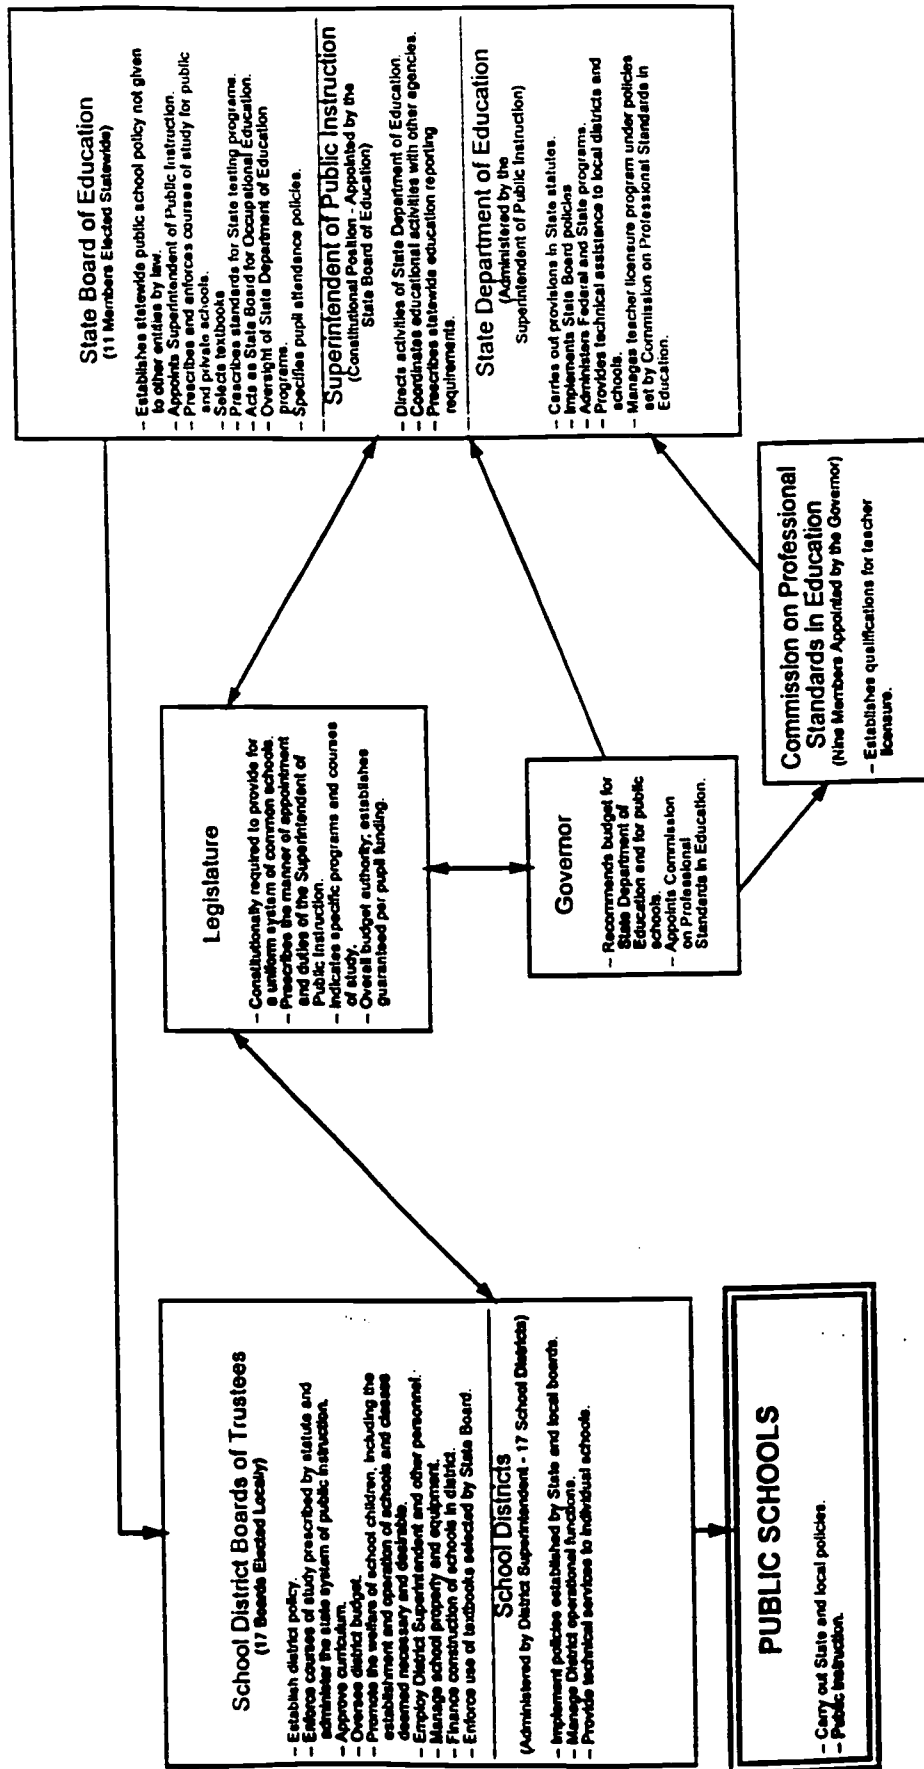 State Board of Education
(11 Members Elected Statewide)
– Establishes statewide public school policy not given
to other entities by law.
– Appoints Superintendent of Public Instruction.
– Prescribes and enforces courses of study for public
and private schools.
– Selects textbooks
– Prescribes standards for State testing programs.
– Acts as State Board for Occupational Education.
– Oversight of State Department of Education
programs.
– Specifies pupil attendance policies.
Superintendent of Public Instruction
(Constitutional Position - Appointed by the
State Board of Education)
– Directs activities of State Department of Education.
– Coordinates educational activities with other agencies.
– Prescribes statewide education reporting
requirements.
State Department of Education
(Administered by the
Superintendent of Public Instruction)
– Carries out provisions in State statutes.
– Implements State Board policies
– Administers Federal and State programs.
– Provides technical assistance to local districts and
schools.
– Manages teacher licensure program under policies
set by Commission on Professional Standards in
Education.
Legislature
– Constitutionally required to provide for
a uniform system of common schools.
– Prescribes the manner of appointment
and duties of the Superintendent of
Public Instruction.
– Indicates specific programs and courses
of study.
– Overall budget authority; establishes
guaranteed per pupil funding.
Governor
– Recommends budget for
State Department of
Education and for public
schools.
– Appoints Commission
on Professional
Standards in Education.
Commission on Professional
Standards in Education
(Nine Members Appointed by the Governor)
– Establishes qualifications for teacher
licensure.
School District Boards of Trustees
(17 Boards Elected Locally)
– Establish district policy.
– Enforce courses of study prescribed by statute and
administer the state system of public instruction.
– Approve curriculum.
– Oversee district budget.
– Promote the welfare of school children, including the
establishment and operation of schools and classes
deemed necessary and desirable.
– Employ District Superintendent and other personnel.
– Manage school property and equipment.
– Finance construction of schools in district.
– Enforce use of textbooks selected by State Board.
School Districts
(Administered by District Superintendent - 17 School Districts)
– Implement policies established by State and local boards.
– Manage District operational functions.
– Provide technical services to individual schools.
PUBLIC SCHOOLS
– Carry out State and local policies.
– Public instruction.